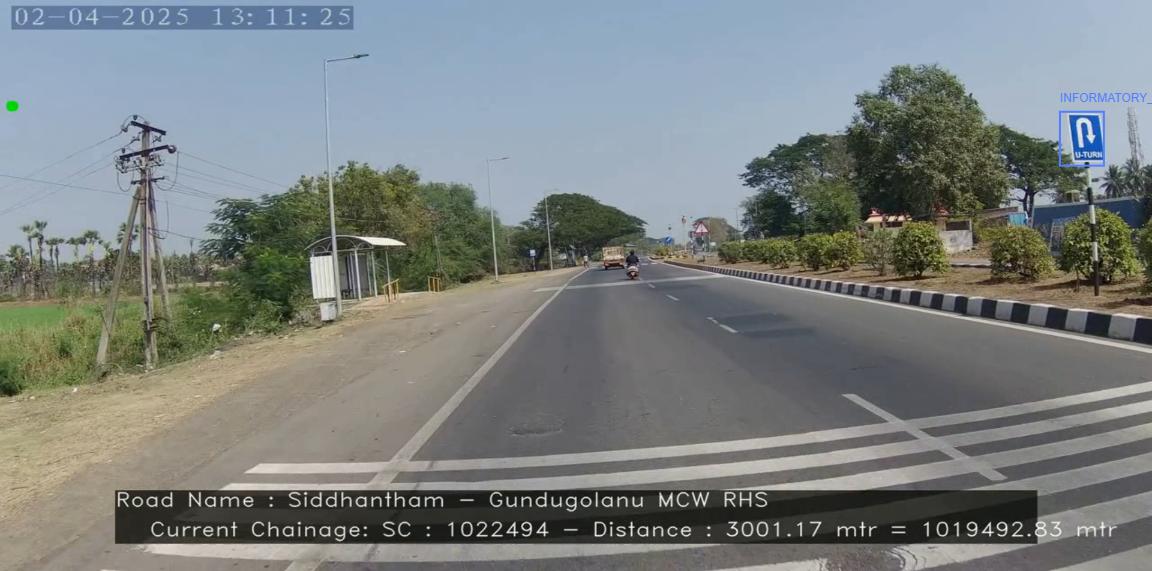 02-04-2025 13:11:25
INFORMATORY_
U-TURN
Road Name : Siddhantham - Gundugolanu MCW RHS
Current Chainage: SC : 1022494 - Distance : 3001.17 mtr = 1019492.83 mtr